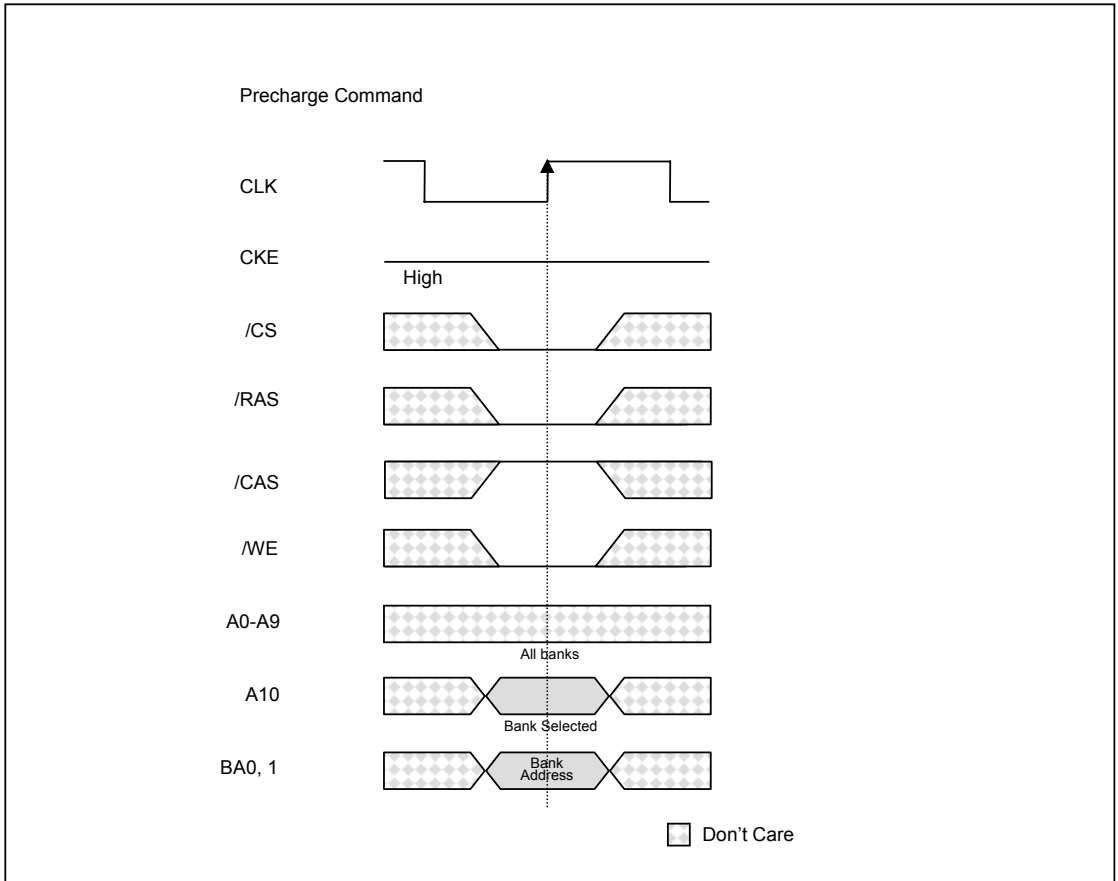 Precharge Command
CLK
CKE
High
/CS
/RAS
/CAS
/WE
A0-A9
All banks
A10
Bank Selected
BA0, 1
Bank
Address
Don't Care